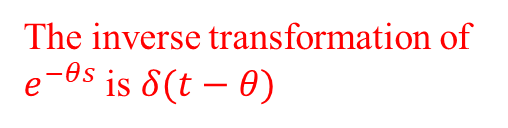 The inverse transformation of
e^{-θs} is δ(t − θ)